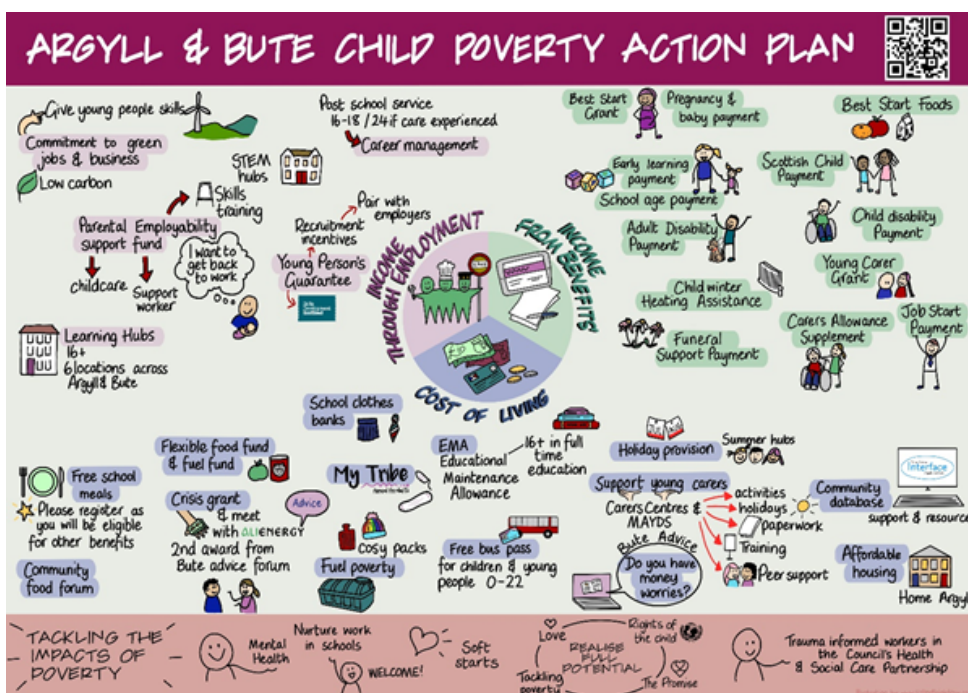 ARGYLL & BUTE CHILD POVERTY ACTION PLAN
Give young people skills
Commitment to green
jobs & business
Low carbon
STEM
hubs
Skills
training
Parental Employability
support fund
childcare
Support
worker
I want to
get back
to work
Learning Hubs
16+
6 locations across
Argyll & Bute
Post school service
16-18 / 24 if care experienced
Career management
Pair with
employers
Recruitment
incentives
Young Person's
Guarantee
INCOME
THROUGH EMPLOYMENT
INCOME
FROM BENEFITS
COST OF LIVING
Best Start
Grant
Pregnancy &
baby payment
Best Start Foods
Early learning
payment
School age payment
Scottish Child
Payment
Adult Disability
Payment
Child disability
Payment
Child winter
Heating Assistance
Young Carer
Grant
Funeral
Support Payment
Carers Allowance
Supplement
Job Start
Payment
School clothes
banks
Flexible food fund
& fuel fund
My Tribe
EMA
Educational
Maintenance
Allowance
16+ in full
time
education
Holiday provision
Summer hubs
Free school
meals
Please register as
you will be eligible
for other benefits
Crisis grant
& meet
with ALIENERGY
2nd award from
Bute advice forum
Advice
Cosy packs
Fuel poverty
Free bus pass
for children & young
people 0-22
Support young carers
Carers Centres &
MAYDS
activities
holidays
paperwork
Training
Peer support
Community
database
Interface
support & resource
Community
food forum
Bute Advice
Do you have
money
worries?
Affordable
housing
Home Argyll
TACKLING THE
IMPACTS OF
POVERTY
Mental
Health
Nurture work
in schools
WELCOME!
Soft
starts
Love
Rights of
the child
REALISE
FULL
POTENTIAL
Tackling
poverty
The Promise
Trauma informed workers in
the Council's Health
& Social Care Partnership